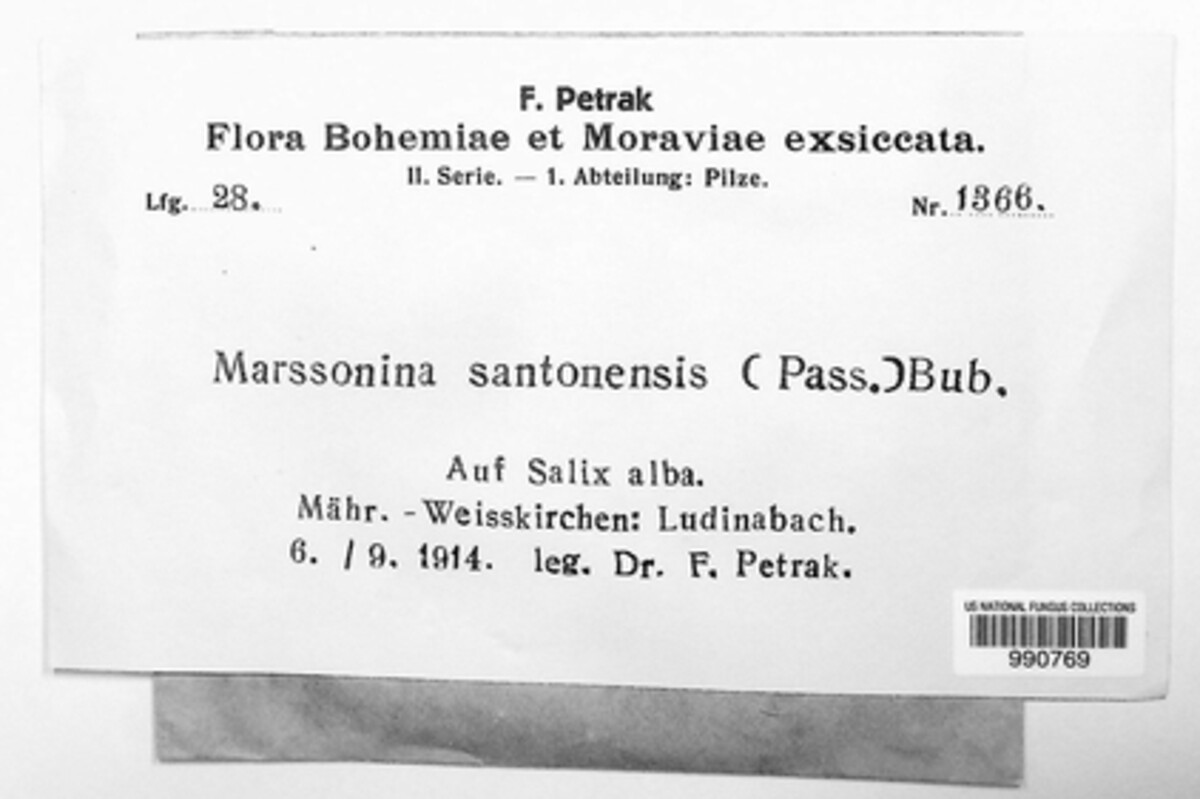 F. Petrak
Flora Bohemiae et Moraviae exsiccata.
II. Serie. — 1. Abteilung: Pilze.
Lfg. 28.
Nr. 1366.
Marssonina santonensis (Pass.) Bub.
Auf Salix alba.
Mähr. - Weisskirchen: Ludinabach.
6. / 9. 1914. leg. Dr. F. Petrak.
US NATIONAL FUNGUS COLLECTIONS
990769